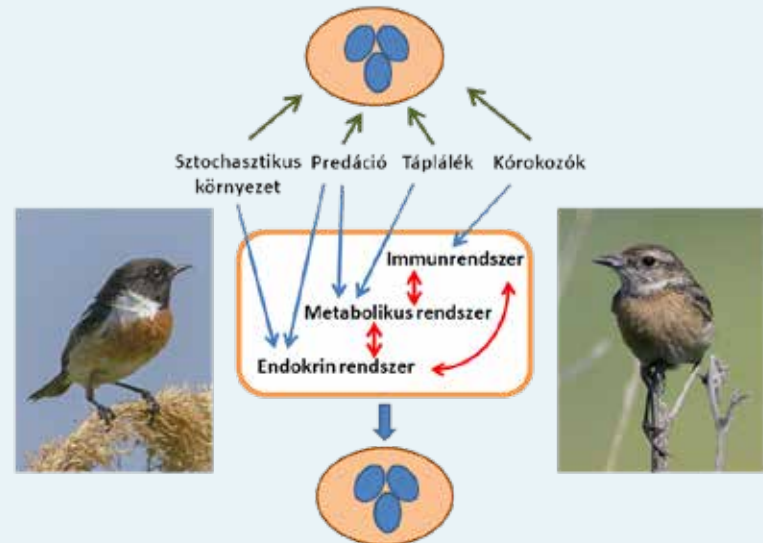 Sztochasztikus Predáció Táplálék Kórokozók
környezet
Immunrendszer
Metabolikus rendszer
Endokrin rendszer